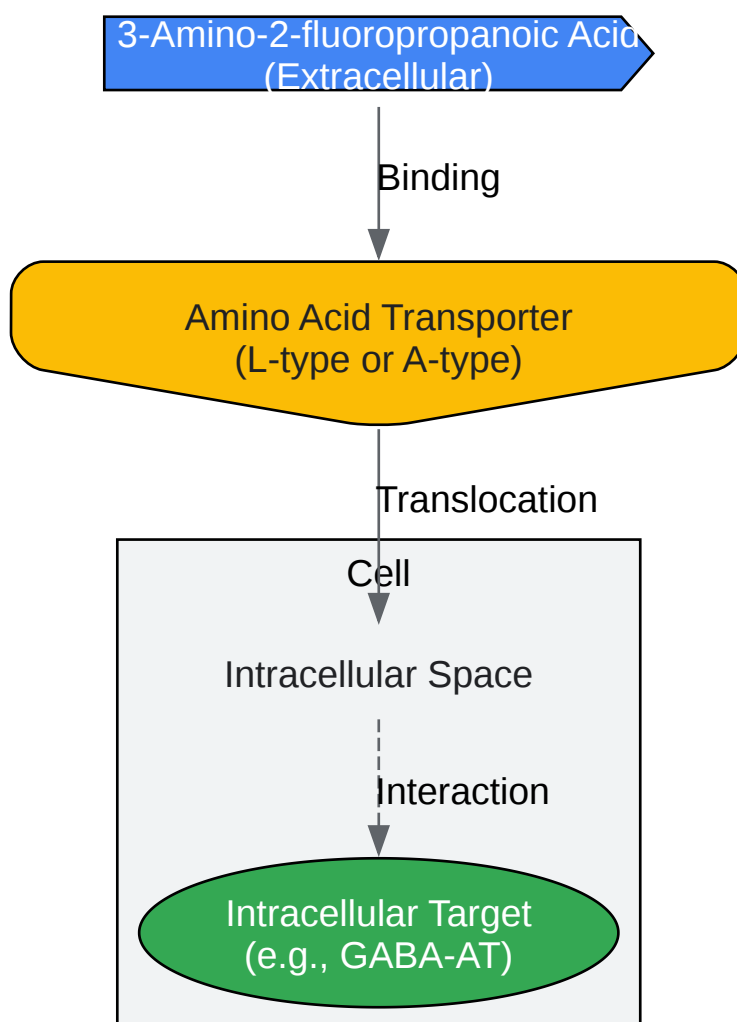 3-Amino-2-fluoropropanoic Acid
(Extracellular)
Binding
Amino Acid Transporter
(L-type or A-type)
Translocation
Cell
Intracellular Space
Interaction
Intracellular Target
(e.g., GABA-AT)